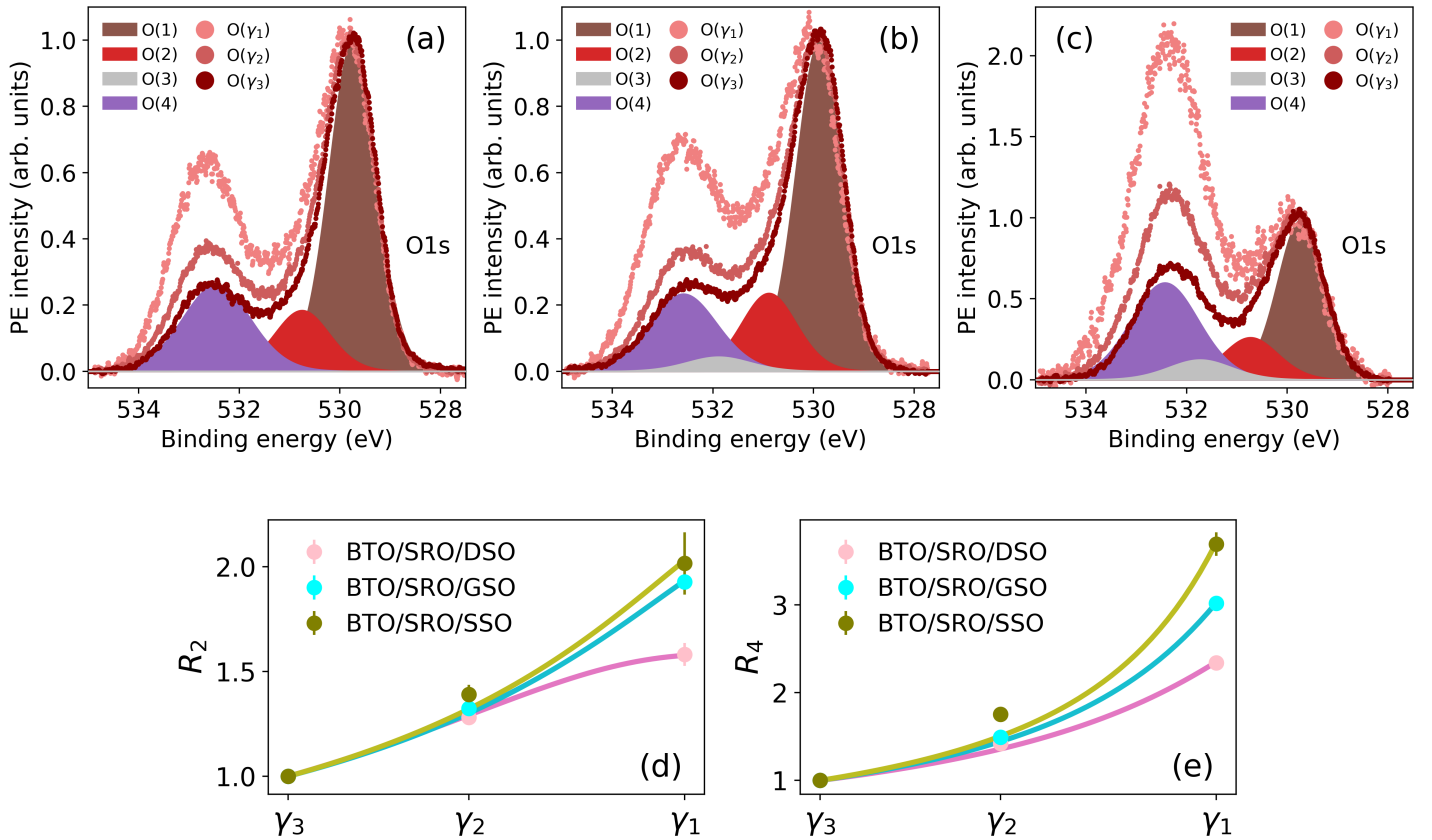 PE intensity (arb. units)
1.0
0.8
0.6
0.4
0.2
0.0
O(1)
O(2)
O(3)
O(4)
O(γ₁)
O(γ₂)
O(γ₃)
(a)
O1s
534
532
530
528
Binding energy (eV)
PE intensity (arb. units)
1.0
0.8
0.6
0.4
0.2
0.0
O(1)
O(2)
O(3)
O(4)
O(γ₁)
O(γ₂)
O(γ₃)
(b)
O1s
534
532
530
528
Binding energy (eV)
PE intensity (arb. units)
2.0
1.5
1.0
0.5
0.0
(c)
O(1)
O(2)
O(3)
O(4)
O(γ₁)
O(γ₂)
O(γ₃)
O1s
534
532
530
528
Binding energy (eV)
R₂
2.0
1.5
1.0
BTO/SRO/DSO
BTO/SRO/GSO
BTO/SRO/SSO
(d)
γ₃
γ₂
γ₁
R₄
3
2
1
BTO/SRO/DSO
BTO/SRO/GSO
BTO/SRO/SSO
(e)
γ₃
γ₂
γ₁